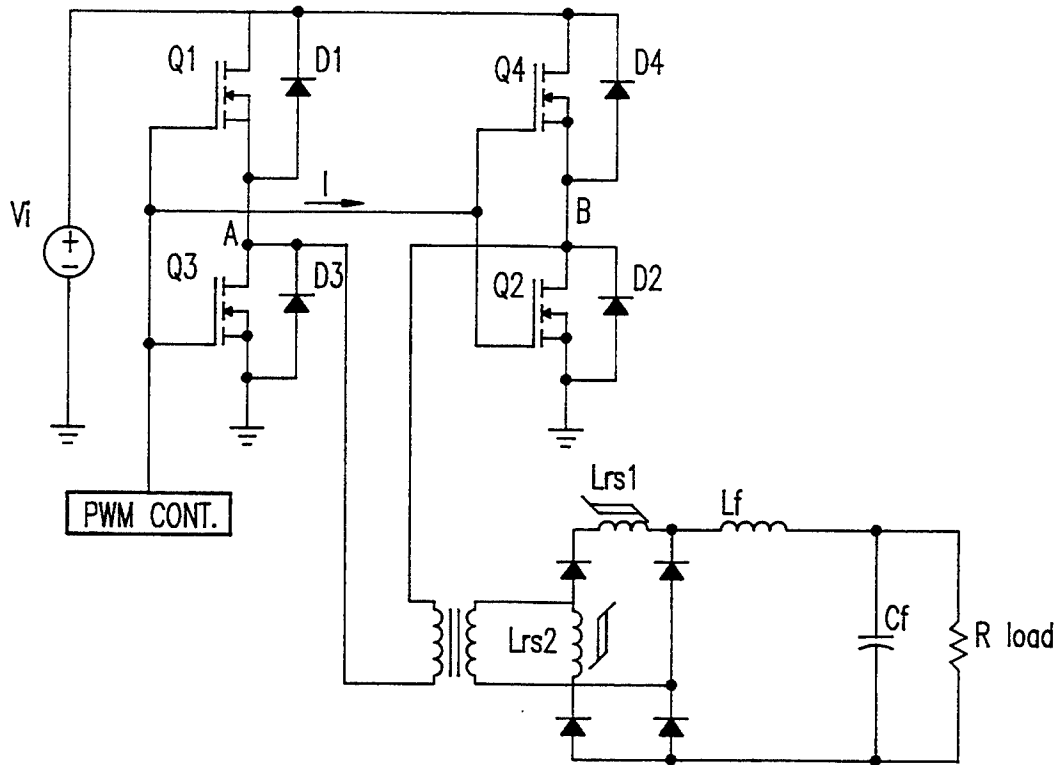 Q1
D1
Q4
D4
I
Vi
+
-
A
B
Q3
D3
Q2
D2
PWM CONT.
Lrs1
Lf
Lrs2
Cf
R load